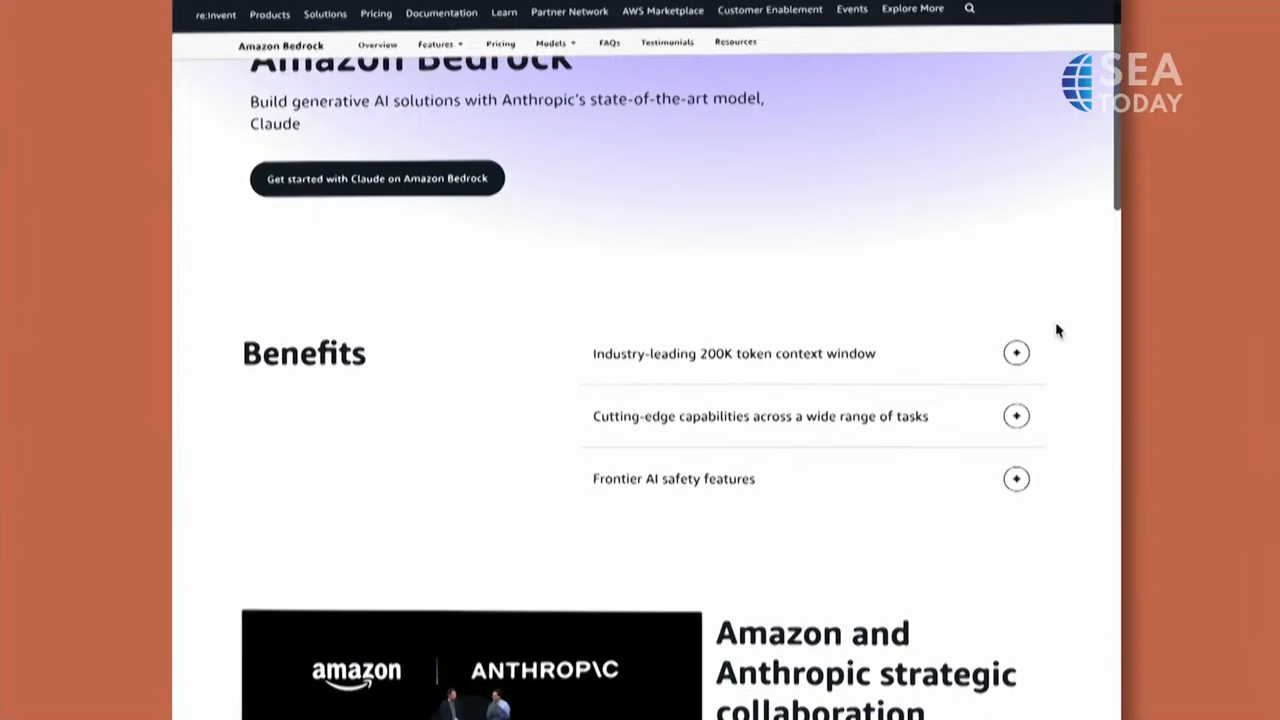 re:Invent Products Solutions Pricing Documentation Learn Partner Network AWS Marketplace Customer Enablement Events Explore More
Amazon Bedrock Overview Features Pricing Models FAQs Testimonials Resources
Amazon Bedrock
SEA
TODAY
Build generative AI solutions with Anthropic's state-of-the-art model,
Claude
Get started with Claude on Amazon Bedrock
Benefits
Industry-leading 200K token context window
Cutting-edge capabilities across a wide range of tasks
Frontier AI safety features
amazon ANTHROP\C
Amazon and
Anthropic strategic
collaboration